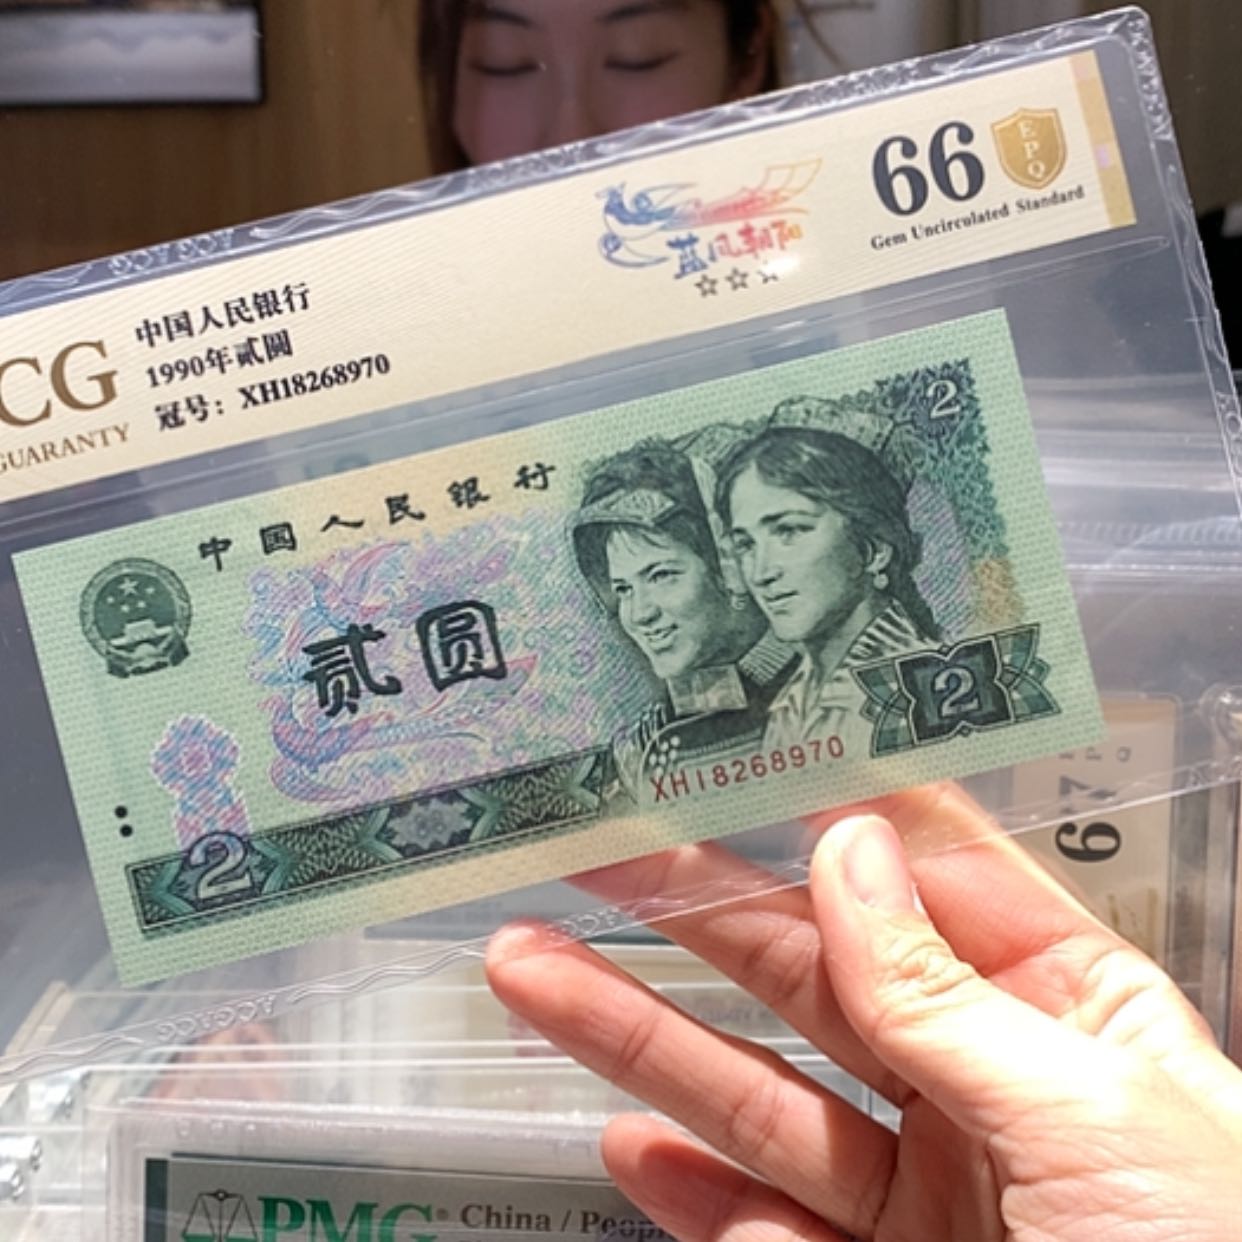 CG
GUARANTY
中国人民银行
1990年贰圆
冠号：XH18268970
蓝凤朝阳
☆☆☆
66
EPQ
Gem Uncirculated Standard
中国人民银行
2
贰圆
2
XH18268970
2
67
PMG China / Peop